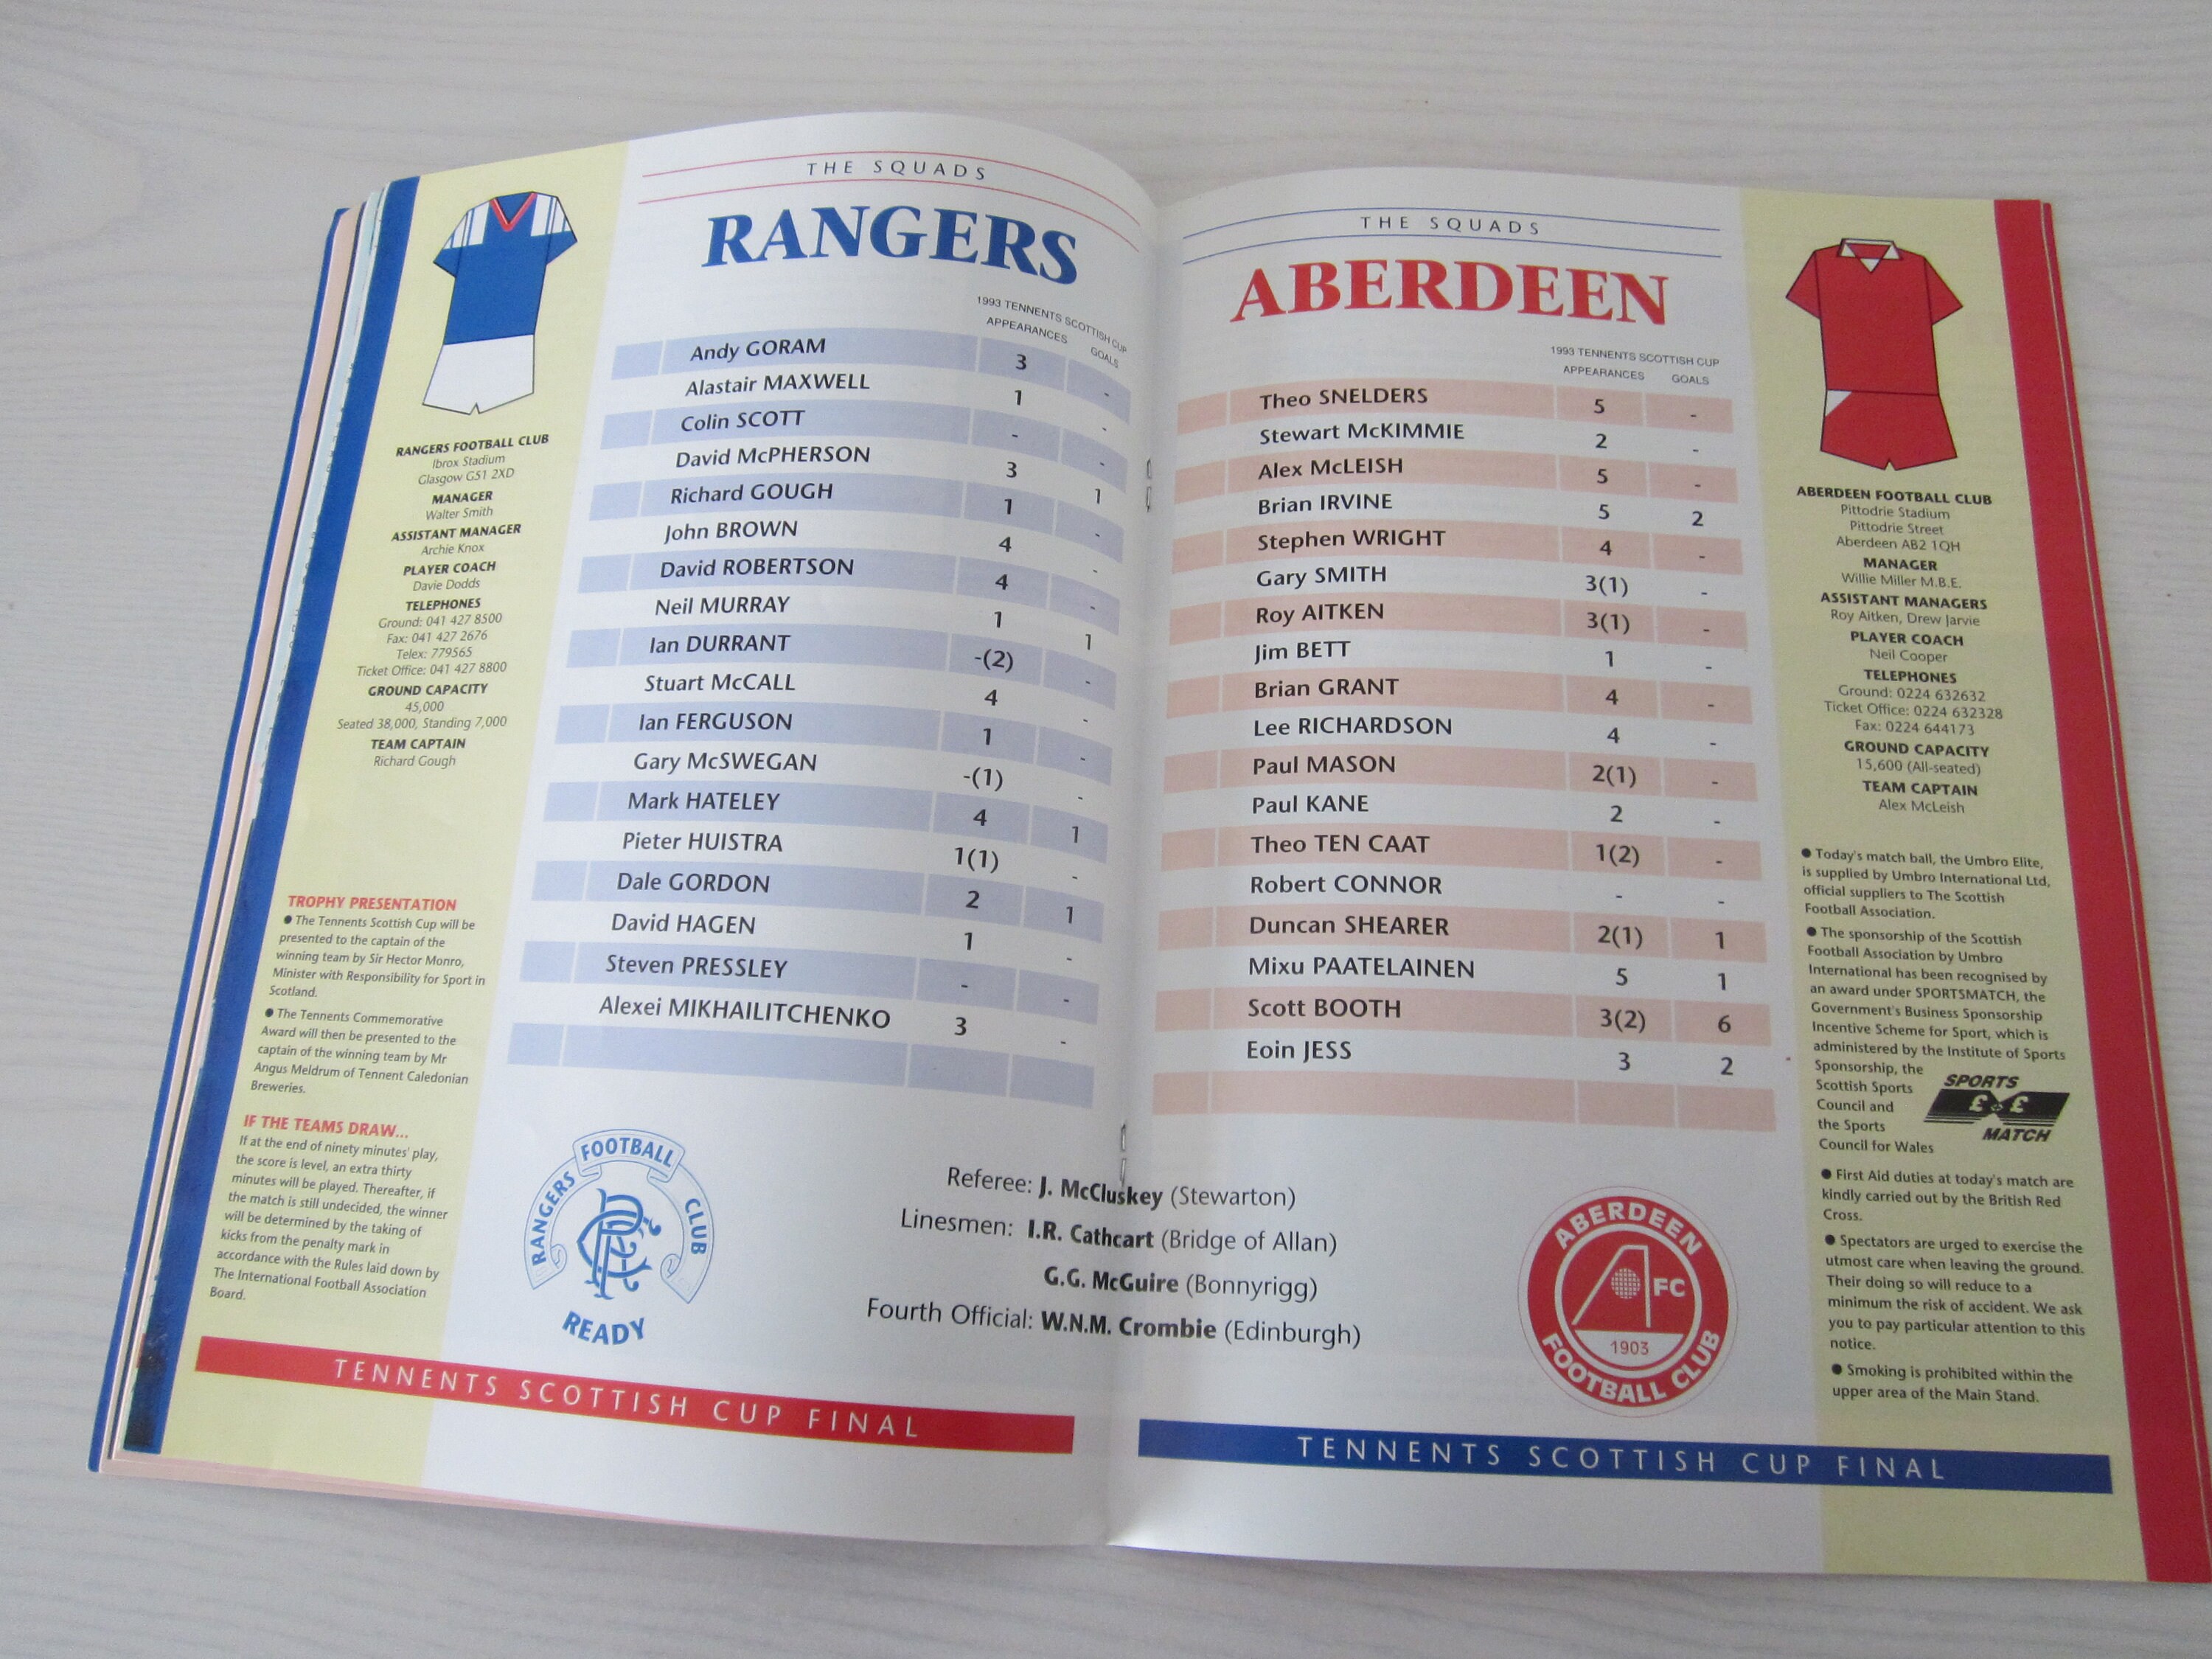 THE SQUADS
RANGERS
1993 TENNENTS SCOTTISH CUP
APPEARANCES GOALS
Andy GORAM 3 -
Alastair MAXWELL 1 -
Colin SCOTT - -
David McPHERSON 3 1
Richard GOUGH 1 -
John BROWN 4 -
David ROBERTSON 4 -
Neil MURRAY 1 1
Ian DURRANT -(2) -
Stuart McCALL 4 -
Ian FERGUSON 1 -
Gary McSWEGAN -(1) -
Mark HATELEY 4 1
Pieter HUISTRA 1(1) -
Dale GORDON 2 1
David HAGEN 1 -
Steven PRESSLEY - -
Alexei MIKHAILITCHENKO 3 -
RANGERS FOOTBALL CLUB
Ibrox Stadium
Glasgow G51 2XD
MANAGER
Walter Smith
ASSISTANT MANAGER
Archie Knox
PLAYER COACH
Davie Dodds
TELEPHONES
Ground: 041 427 8500
Fax: 041 427 2676
Telex: 779565
Ticket Office: 041 427 8800
GROUND CAPACITY
45,000
Seated 38,000, Standing 7,000
TEAM CAPTAIN
Richard Gough
TROPHY PRESENTATION
● The Tennents Scottish Cup will be
presented to the captain of the
winning team by Sir Hector Monro,
Minister with Responsibility for Sport in
Scotland.
● The Tennents Commemorative
Award will then be presented to the
captain of the winning team by Mr
Angus Meldrum of Tennent Caledonian
Breweries.
IF THE TEAMS DRAW...
If at the end of ninety minutes' play,
the score is level, an extra thirty
minutes will be played. Thereafter, if
the match is still undecided, the winner
will be determined by the taking of
kicks from the penalty mark in
accordance with the Rules laid down by
The International Football Association
Board.
RANGERS FOOTBALL CLUB
READY
TENNENTS SCOTTISH CUP FINAL
Referee: J. McCluskey (Stewarton)
Linesmen: I.R. Cathcart (Bridge of Allan)
G.G. McGuire (Bonnyrigg)
Fourth Official: W.N.M. Crombie (Edinburgh)
THE SQUADS
ABERDEEN
1993 TENNENTS SCOTTISH CUP
APPEARANCES GOALS
Theo SNELDERS 5 -
Stewart McKIMMIE 2 -
Alex McLEISH 5 -
Brian IRVINE 5 2
Stephen WRIGHT 4 -
Gary SMITH 3(1) -
Roy AITKEN 3(1) -
Jim BETT 1 -
Brian GRANT 4 -
Lee RICHARDSON 4 -
Paul MASON 2(1) -
Paul KANE 2 -
Theo TEN CAAT 1(2) -
Robert CONNOR - -
Duncan SHEARER 2(1) 1
Mixu PAATELAINEN 5 1
Scott BOOTH 3(2) 6
Eoin JESS 3 2
ABERDEEN FOOTBALL CLUB
Pittodrie Stadium
Pittodrie Street
Aberdeen AB2 1QH
MANAGER
Willie Miller M.B.E.
ASSISTANT MANAGERS
Roy Aitken, Drew Jarvie
PLAYER COACH
Neil Cooper
TELEPHONES
Ground: 0224 632632
Ticket Office: 0224 632328
Fax: 0224 644173
GROUND CAPACITY
15,600 (All-seated)
TEAM CAPTAIN
Alex McLeish
● Today's match ball, the Umbro Elite,
is supplied by Umbro International Ltd,
official suppliers to The Scottish
Football Association.
● The sponsorship of the Scottish
Football Association by Umbro
International has been recognised by
an award under SPORTSMATCH, the
Government's Business Sponsorship
Incentive Scheme for Sport, which is
administered by the Institute of Sports
Sponsorship, the
Scottish Sports
Council and
the Sports
Council for Wales
SPORTS
£ £
MATCH
● First Aid duties at today's match are
kindly carried out by the British Red
Cross.
● Spectators are urged to exercise the
utmost care when leaving the ground.
Their doing so will reduce to a
minimum the risk of accident. We ask
you to pay particular attention to this
notice.
● Smoking is prohibited within the
upper area of the Main Stand.
ABERDEEN
FC
1903
FOOTBALL CLUB
TENNENTS SCOTTISH CUP FINAL